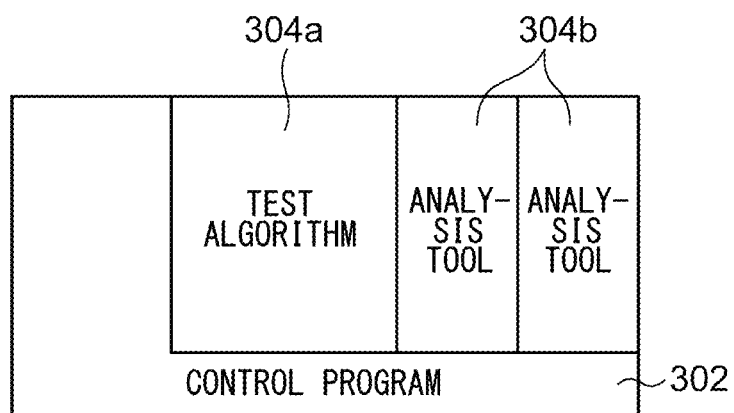 304a
304b
TEST
ALGORITHM
ANALY-
SIS
TOOL
ANALY-
SIS
TOOL
CONTROL PROGRAM
302